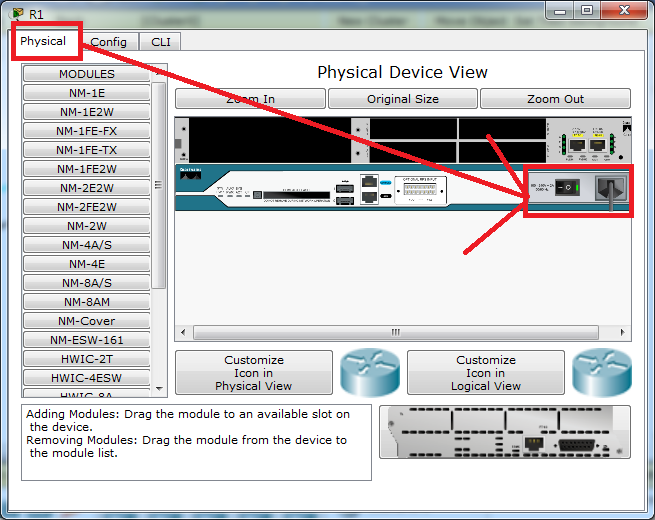 R1
Physical
Config
CLI
MODULES
NM-1E
NM-1E2W
NM-1FE-FX
NM-1FE-TX
NM-1FE2W
NM-2E2W
NM-2FE2W
NM-2W
NM-4A/S
NM-4E
NM-8A/S
NM-8AM
NM-Cover
NM-ESW-161
HWIC-2T
HWIC-4ESW
HWIC-8A
Physical Device View
Zoom In
Original Size
Zoom Out
OPTIONAL RPS INPUT
Customize
Icon in
Physical View
Customize
Icon in
Logical View
Adding Modules: Drag the module to an available slot on
the device.
Removing Modules: Drag the module from the device to
the module list.